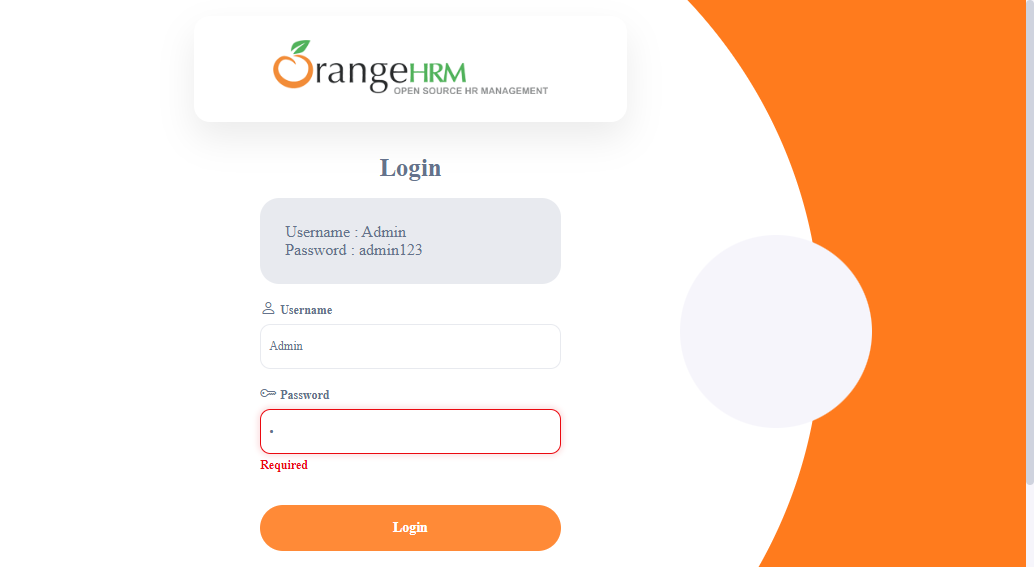 OrangeHRM
OPEN SOURCE HR MANAGEMENT
Login
Username : Admin
Password : admin123
Username
Admin
Password
•
Required
Login